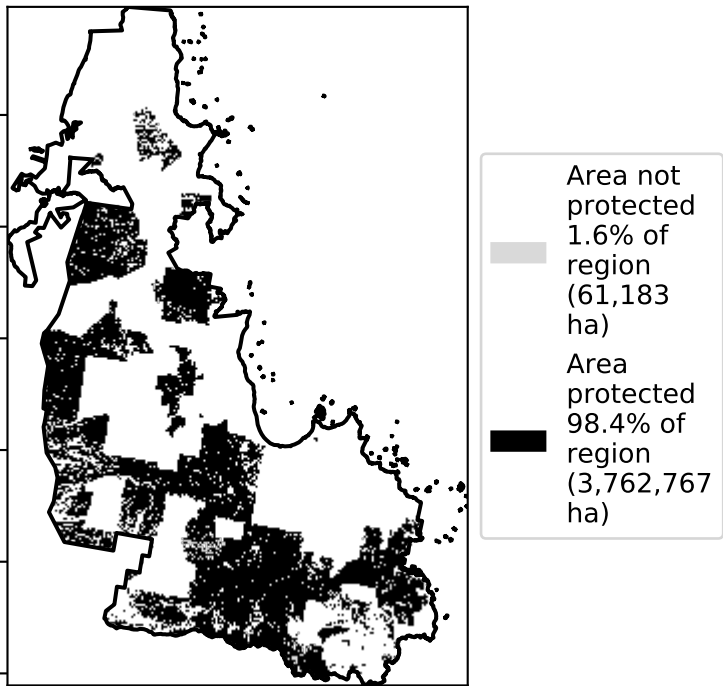 Area not
protected
1.6% of
region
(61,183
ha)
Area
protected
98.4% of
region
(3,762,767
ha)